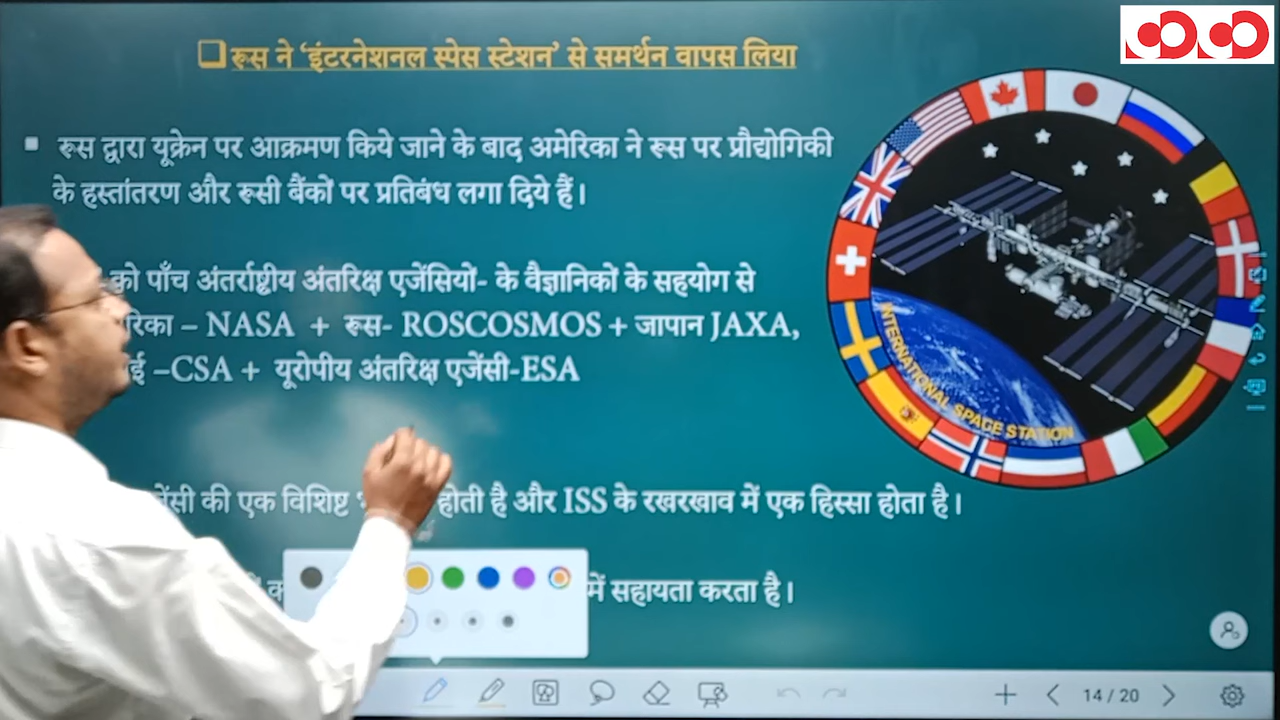 रूस ने ‘इंटरनेशनल स्पेस स्टेशन’ से समर्थन वापस लिया
रूस द्वारा यूक्रेन पर आक्रमण किये जाने के बाद अमेरिका ने रूस पर प्रौद्योगिकी
के हस्तांतरण और रूसी बैंकों पर प्रतिबंध लगा दिये हैं।
को पाँच अंतर्राष्ट्रीय अंतरिक्ष एजेंसियों- के वैज्ञानिकों के सहयोग से
– NASA + रूस- ROSCOSMOS + जापान JAXA,
–CSA + यूरोपीय अंतरिक्ष एजेंसी-ESA
की एक विशिष्ट होती है और ISS के रखरखाव में एक हिस्सा होता है।
में सहायता करता है।
INTERNATIONAL SPACE STATION
14 / 20